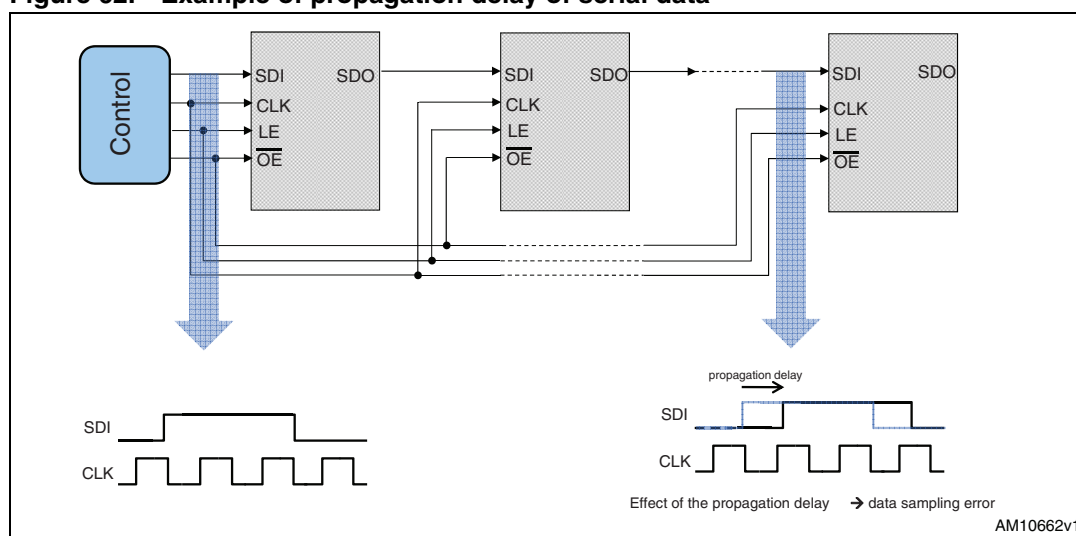 Example of propagation delay of serial data
Control
SDI SDO
CLK
LE
OE
SDI SDO
CLK
LE
OE
SDI SDO
CLK
LE
OE
SDI
CLK
propagation delay
SDI
CLK
Effect of the propagation delay → data sampling error
AM10662v1